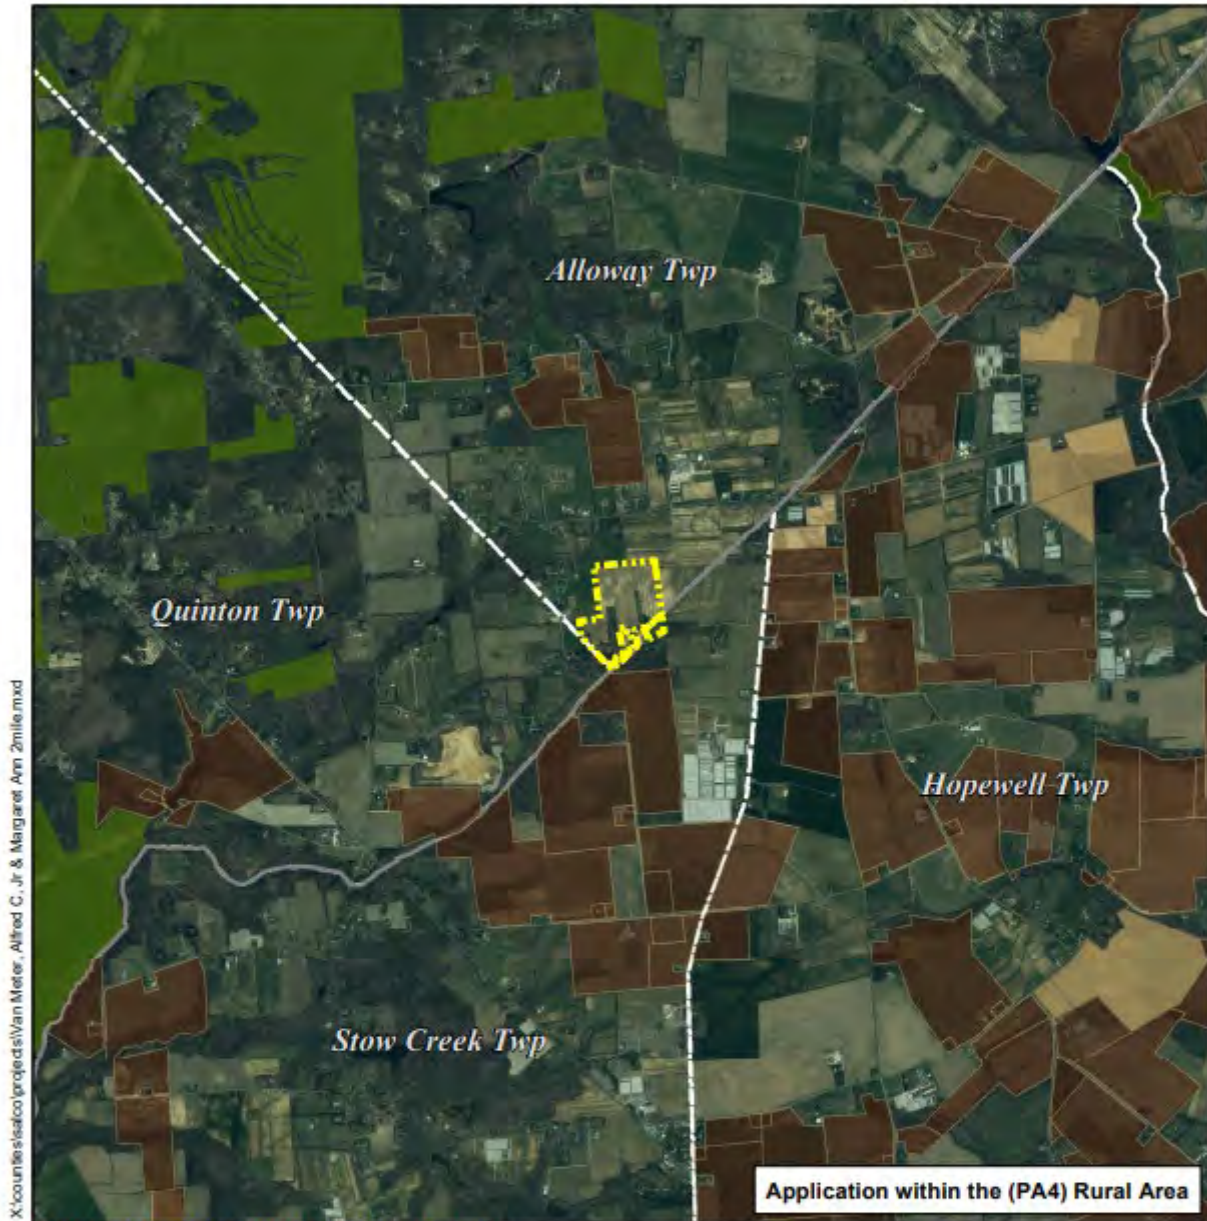 Alloway Twp
Quinton Twp
Hopewell Twp
Stow Creek Twp
Application within the (PA4) Rural Area
X:\counties\salco\projects\Van Meter, Alfred C, Jr & Margaret Ann 2mile.mxd